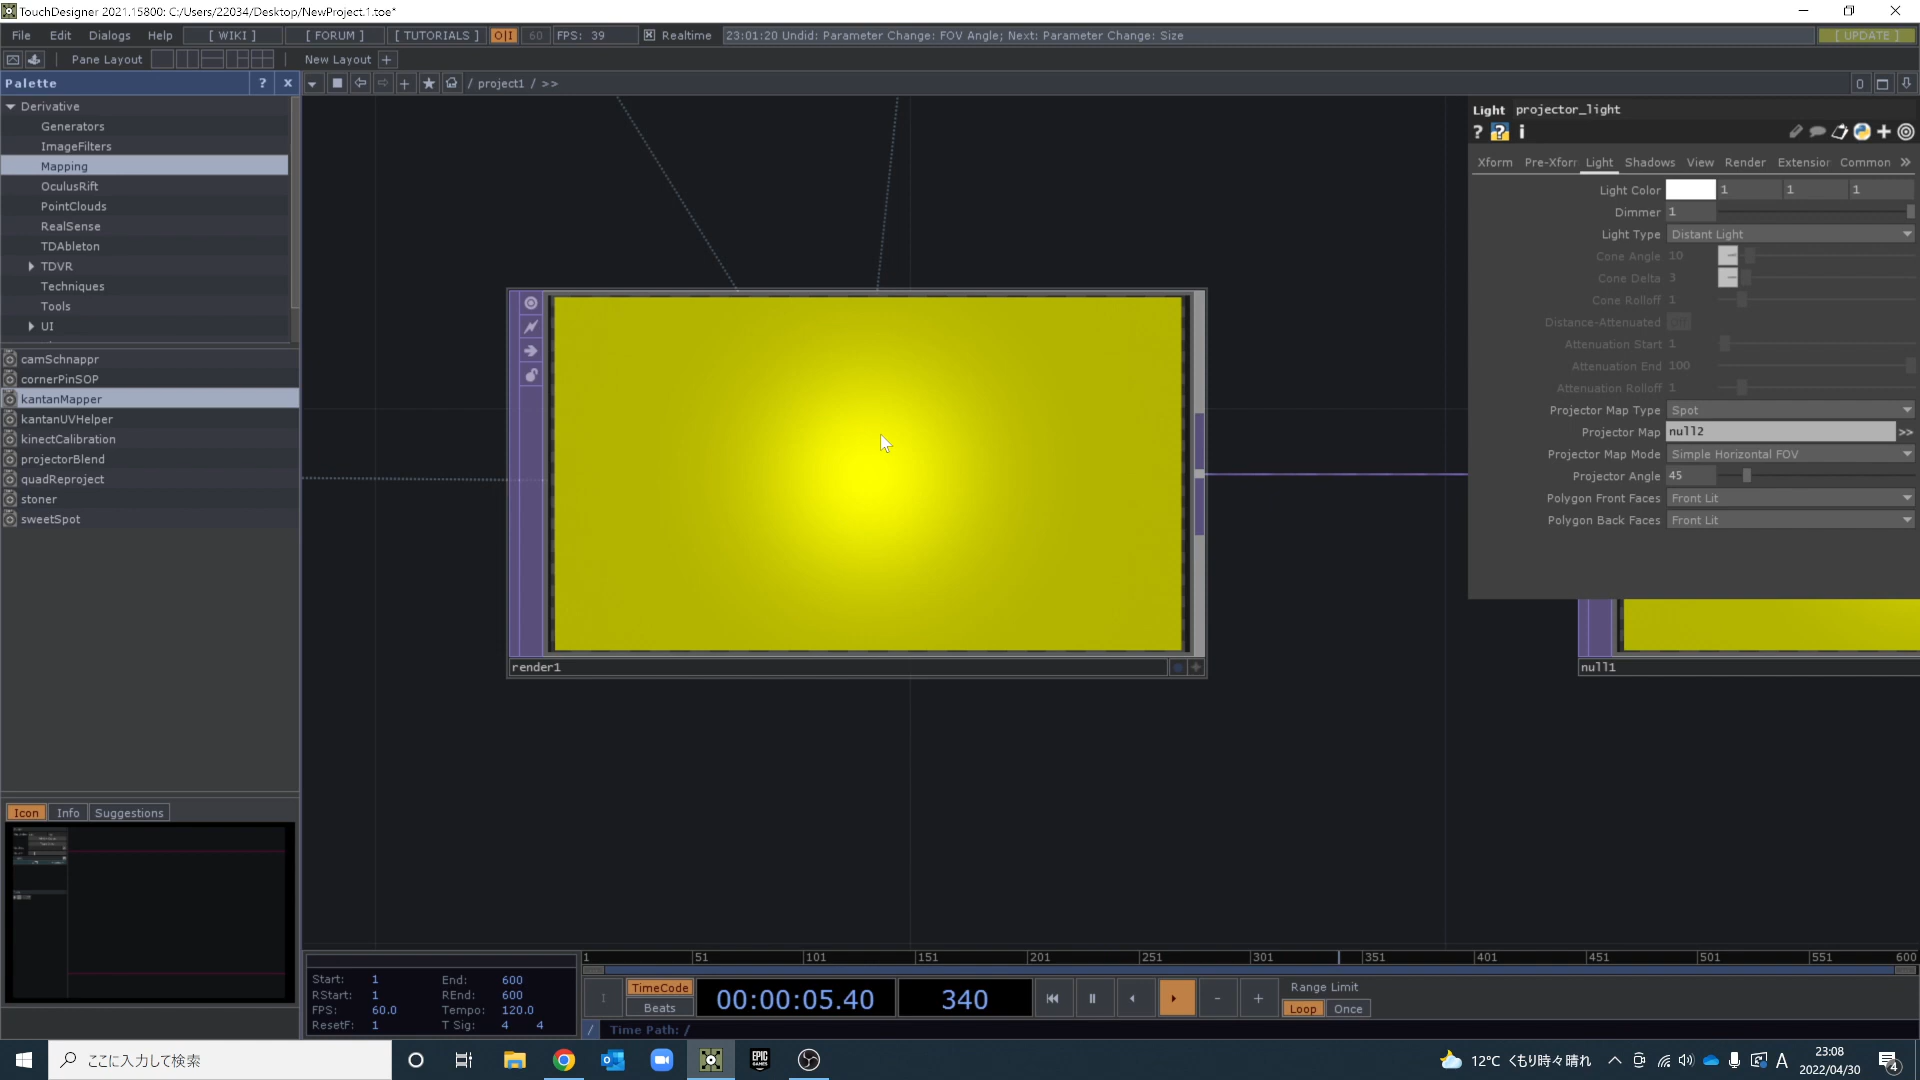 TouchDesigner 2021.15800: C:/Users/22034/Desktop/NewProject.1.toe*
File Edit Dialogs Help [ WIKI ] [ FORUM ] [ TUTORIALS ] O|I 60 FPS: 39 Realtime 23:01:20 Undid: Parameter Change: FOV Angle; Next: Parameter Change: Size [ UPDATE ]
Pane Layout New Layout +
Palette ? x / project1 / >> 0
Derivative
Generators
ImageFilters
Mapping
OculusRift
PointClouds
RealSense
TDAbleton
TDVR
Techniques
Tools
UI
camSchnappr
cornerPinSOP
kantanMapper
kantanUVHelper
kinectCalibration
projectorBlend
quadReproject
stoner
sweetSpot
Icon Info Suggestions
render1
null1
Light projector_light
? ? i
Xform Pre-Xforr Light Shadows View Render Extensior Common >>
Light Color 1 1 1
Dimmer 1
Light Type Distant Light
Cone Angle 10
Cone Delta 3
Cone Rolloff 1
Distance-Attenuated Off
Attenuation Start 1
Attenuation End 100
Attenuation Rolloff 1
Projector Map Type Spot
Projector Map null2 >>
Projector Map Mode Simple Horizontal FOV
Projector Angle 45
Polygon Front Faces Front Lit
Polygon Back Faces Front Lit
1 51 101 151 201 251 301 351 401 451 501 551 600
Start: 1 End: 600
RStart: 1 REnd: 600
FPS: 60.0 Tempo: 120.0
ResetF: 1 T Sig: 4 4
I TimeCode Beats 00:00:05.40 340 - + Range Limit
Loop Once
/ Time Path: /
ここに入力して検索
EPIC GAMES
12°C くもり時々晴れ A 23:08
2022/04/30 4